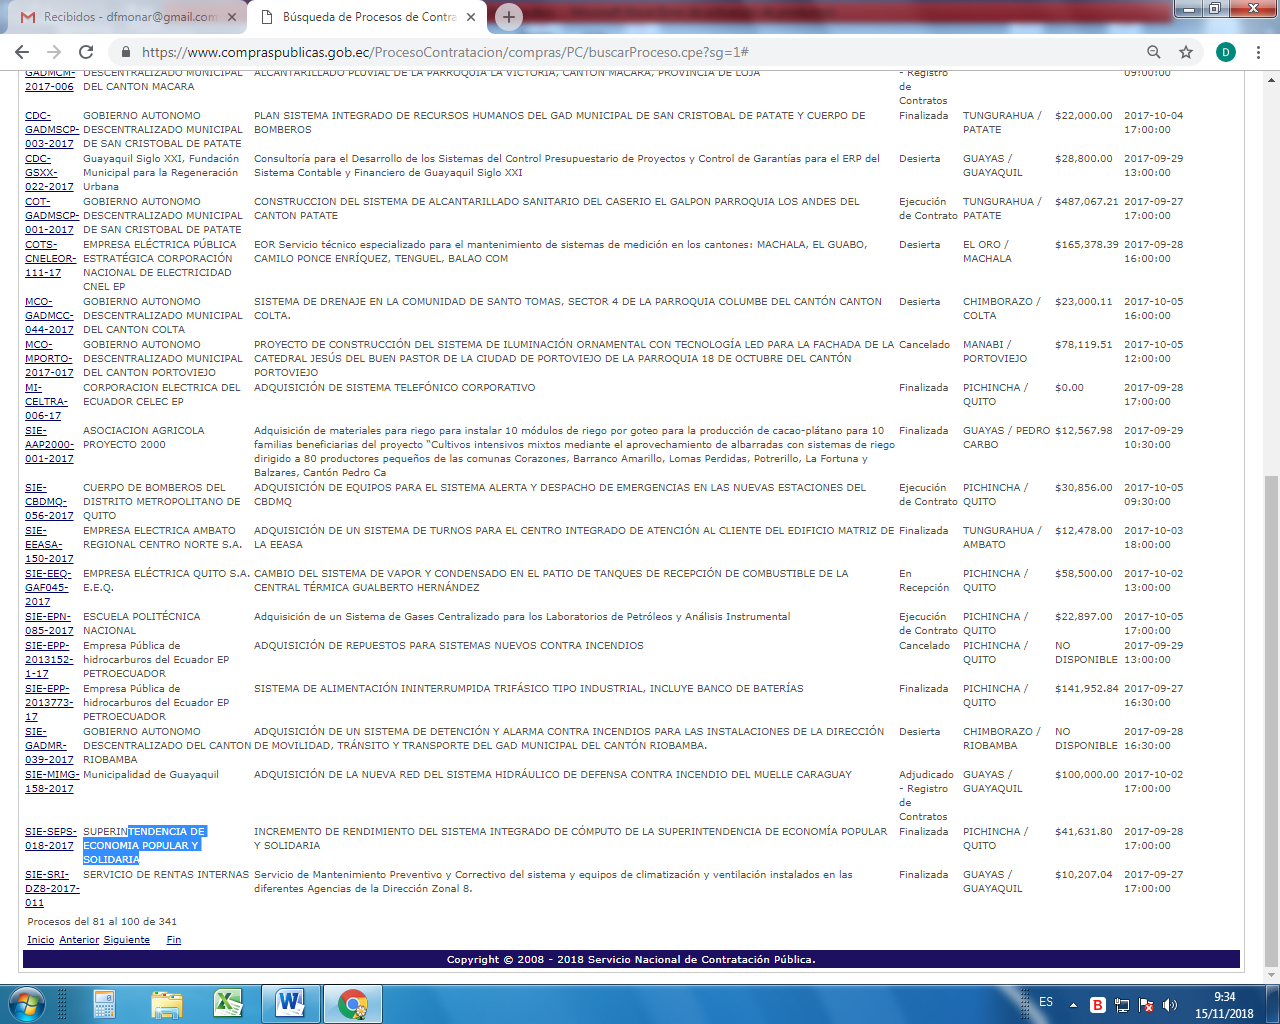 Recibidos - dfmonar@gmail.com
Búsqueda de Procesos de Contra
https://www.compraspublicas.gob.ec/ProcesoContratacion/compras/PC/buscarProceso.cpe?sg=1#
D
GADMCM-2017-006 DESCENTRALIZADO MUNICIPAL DEL CANTON MACARA ALCANTARILLADO PLUVIAL DE LA PARROQUIA LA VICTORIA, CANTON MACARA, PROVINCIA DE LOJA - Registro de Contratos 09:00:00
CDC-GADMSCP-003-2017 GOBIERNO AUTONOMO DESCENTRALIZADO MUNICIPAL DE SAN CRISTOBAL DE PATATE PLAN SISTEMA INTEGRADO DE RECURSOS HUMANOS DEL GAD MUNICIPAL DE SAN CRISTOBAL DE PATATE Y CUERPO DE BOMBEROS Finalizada TUNGURAHUA / PATATE $22,000.00 2017-10-04 17:00:00
CDC-GSXX-022-2017 Guayaquil Siglo XXI, Fundación Municipal para la Regeneración Urbana Consultoría para el Desarrollo de los Sistemas del Control Presupuestario de Proyectos y Control de Garantías para el ERP del Sistema Contable y Financiero de Guayaquil Siglo XXI Desierta GUAYAS / GUAYAQUIL $28,800.00 2017-09-29 13:00:00
COT-GADMSCP-001-2017 GOBIERNO AUTONOMO DESCENTRALIZADO MUNICIPAL DE SAN CRISTOBAL DE PATATE CONSTRUCCION DEL SISTEMA DE ALCANTARILLADO SANITARIO DEL CASERIO EL GALPON PARROQUIA LOS ANDES DEL CANTON PATATE Ejecución de Contrato TUNGURAHUA / PATATE $487,067.21 2017-09-27 17:00:00
COTS-CNELEOR-111-17 EMPRESA ELÉCTRICA PÚBLICA ESTRATÉGICA CORPORACIÓN NACIONAL DE ELECTRICIDAD CNEL EP EOR Servicio técnico especializado para el mantenimiento de sistemas de medición en los cantones: MACHALA, EL GUABO, CAMILO PONCE ENRÍQUEZ, TENGUEL, BALAO COM Desierta EL ORO / MACHALA $165,378.39 2017-09-28 16:00:00
MCO-GADMCC-044-2017 GOBIERNO AUTONOMO DESCENTRALIZADO MUNICIPAL DEL CANTON COLTA SISTEMA DE DRENAJE EN LA COMUNIDAD DE SANTO TOMAS, SECTOR 4 DE LA PARROQUIA COLUMBE DEL CANTÓN CANTON COLTA. Desierta CHIMBORAZO / COLTA $23,000.11 2017-10-05 16:00:00
MCO-MPORTO-2017-017 GOBIERNO AUTONOMO DESCENTRALIZADO MUNICIPAL DEL CANTON PORTOVIEJO PROYECTO DE CONSTRUCCIÓN DEL SISTEMA DE ILUMINACIÓN ORNAMENTAL CON TECNOLOGÍA LED PARA LA FACHADA DE LA CATEDRAL JESÚS DEL BUEN PASTOR DE LA CIUDAD DE PORTOVIEJO DE LA PARROQUIA 18 DE OCTUBRE DEL CANTÓN PORTOVIEJO Cancelado MANABI / PORTOVIEJO $78,119.51 2017-10-05 12:00:00
MI-CELTRA-006-17 CORPORACION ELECTRICA DEL ECUADOR CELEC EP ADQUISICIÓN DE SISTEMA TELEFÓNICO CORPORATIVO Finalizada PICHINCHA / QUITO $0.00 2017-09-28 17:00:00
SIE-AAP2000-001-2017 ASOCIACION AGRICOLA PROYECTO 2000 Adquisición de materiales para riego para instalar 10 módulos de riego por goteo para la producción de cacao-plátano para 10 familias beneficiarias del proyecto “Cultivos intensivos mixtos mediante el aprovechamiento de albarradas con sistemas de riego dirigido a 80 productores pequeños de las comunas Corazones, Barranco Amarillo, Lomas Perdidas, Potrerillo, La Fortuna y Balzares, Cantón Pedro Ca Finalizada GUAYAS / PEDRO CARBO $12,567.98 2017-09-29 10:30:00
SIE-CBDMQ-056-2017 CUERPO DE BOMBEROS DEL DISTRITO METROPOLITANO DE QUITO ADQUISICIÓN DE EQUIPOS PARA EL SISTEMA ALERTA Y DESPACHO DE EMERGENCIAS EN LAS NUEVAS ESTACIONES DEL CBDMQ Ejecución de Contrato PICHINCHA / QUITO $30,856.00 2017-10-05 09:30:00
SIE-EEASA-150-2017 EMPRESA ELECTRICA AMBATO REGIONAL CENTRO NORTE S.A. ADQUISICIÓN DE UN SISTEMA DE TURNOS PARA EL CENTRO INTEGRADO DE ATENCIÓN AL CLIENTE DEL EDIFICIO MATRIZ DE LA EEASA Finalizada TUNGURAHUA / AMBATO $12,478.00 2017-10-03 18:00:00
SIE-EEQ-GAF045-2017 EMPRESA ELÉCTRICA QUITO S.A. E.E.Q. CAMBIO DEL SISTEMA DE VAPOR Y CONDENSADO EN EL PATIO DE TANQUES DE RECEPCIÓN DE COMBUSTIBLE DE LA CENTRAL TÉRMICA GUALBERTO HERNÁNDEZ En Recepción PICHINCHA / QUITO $58,500.00 2017-10-02 13:00:00
SIE-EPN-085-2017 ESCUELA POLITÉCNICA NACIONAL Adquisición de un Sistema de Gases Centralizado para los Laboratorios de Petróleos y Análisis Instrumental Ejecución de Contrato PICHINCHA / QUITO $22,897.00 2017-10-05 17:00:00
SIE-EPP-2013152-1-17 Empresa Pública de hidrocarburos del Ecuador EP PETROECUADOR ADQUISICIÓN DE REPUESTOS PARA SISTEMAS NUEVOS CONTRA INCENDIOS Cancelado PICHINCHA / QUITO NO DISPONIBLE 2017-09-29 13:00:00
SIE-EPP-2013773-17 Empresa Pública de hidrocarburos del Ecuador EP PETROECUADOR SISTEMA DE ALIMENTACIÓN ININTERRUMPIDA TRIFÁSICO TIPO INDUSTRIAL, INCLUYE BANCO DE BATERÍAS Finalizada PICHINCHA / QUITO $141,952.84 2017-09-27 16:30:00
SIE-GADMR-039-2017 GOBIERNO AUTONOMO DESCENTRALIZADO DEL CANTON RIOBAMBA ADQUISICIÓN DE UN SISTEMA DE DETENCIÓN Y ALARMA CONTRA INCENDIOS PARA LAS INSTALACIONES DE LA DIRECCIÓN DE MOVILIDAD, TRÁNSITO Y TRANSPORTE DEL GAD MUNICIPAL DEL CANTÓN RIOBAMBA. Desierta CHIMBORAZO / RIOBAMBA NO DISPONIBLE 2017-09-28 16:30:00
SIE-MIMG-158-2017 Municipalidad de Guayaquil ADQUISICIÓN DE LA NUEVA RED DEL SISTEMA HIDRÁULICO DE DEFENSA CONTRA INCENDIO DEL MUELLE CARAGUAY Adjudicado - Registro de Contratos GUAYAS / GUAYAQUIL $100,000.00 2017-10-02 17:00:00
SIE-SEPS-018-2017 SUPERINTENDENCIA DE ECONOMIA POPULAR Y SOLIDARIA INCREMENTO DE RENDIMIENTO DEL SISTEMA INTEGRADO DE CÓMPUTO DE LA SUPERINTENDENCIA DE ECONOMÍA POPULAR Y SOLIDARIA Finalizada PICHINCHA / QUITO $41,631.80 2017-09-28 17:00:00
SIE-SRI-DZ8-2017-011 SERVICIO DE RENTAS INTERNAS Servicio de Mantenimiento Preventivo y Correctivo del sistema y equipos de climatización y ventilación instalados en las diferentes Agencias de la Dirección Zonal 8. Finalizada GUAYAS / GUAYAQUIL $10,207.04 2017-09-27 17:00:00
Procesos del 81 al 100 de 341
Inicio Anterior Siguiente Fin
Copyright © 2008 - 2018 Servicio Nacional de Contratación Pública.
ES
B
9:34
15/11/2018